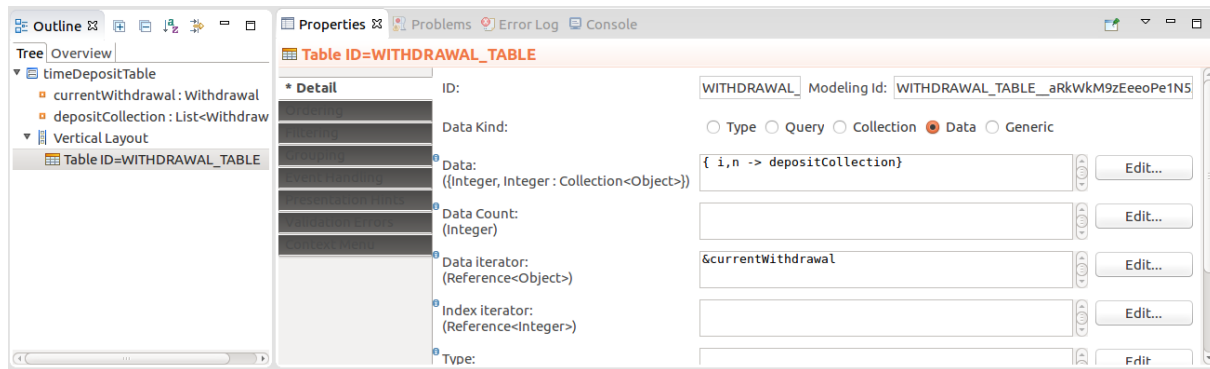 Outline
Tree Overview
timeDepositTable
currentWithdrawal : Withdrawal
depositCollection : List<Withdraw
Vertical Layout
Table ID=WITHDRAWAL_TABLE
Properties Problems Error Log Console
Table ID=WITHDRAWAL_TABLE
* Detail
Ordering
Filtering
Grouping
Event Handling
Presentation Hints
Validation Errors
Context Menu
ID: WITHDRAWAL_ Modeling Id: WITHDRAWAL_TABLE__aRkWkM9zEeeoPe1N5
Data Kind: Type Query Collection Data Generic
Data: { i,n -> depositCollection} Edit...
({Integer, Integer : Collection<Object>})
Data Count: Edit...
(Integer)
Data iterator: &currentWithdrawal Edit...
(Reference<Object>)
Index iterator: Edit...
(Reference<Integer>)
Type: Edit